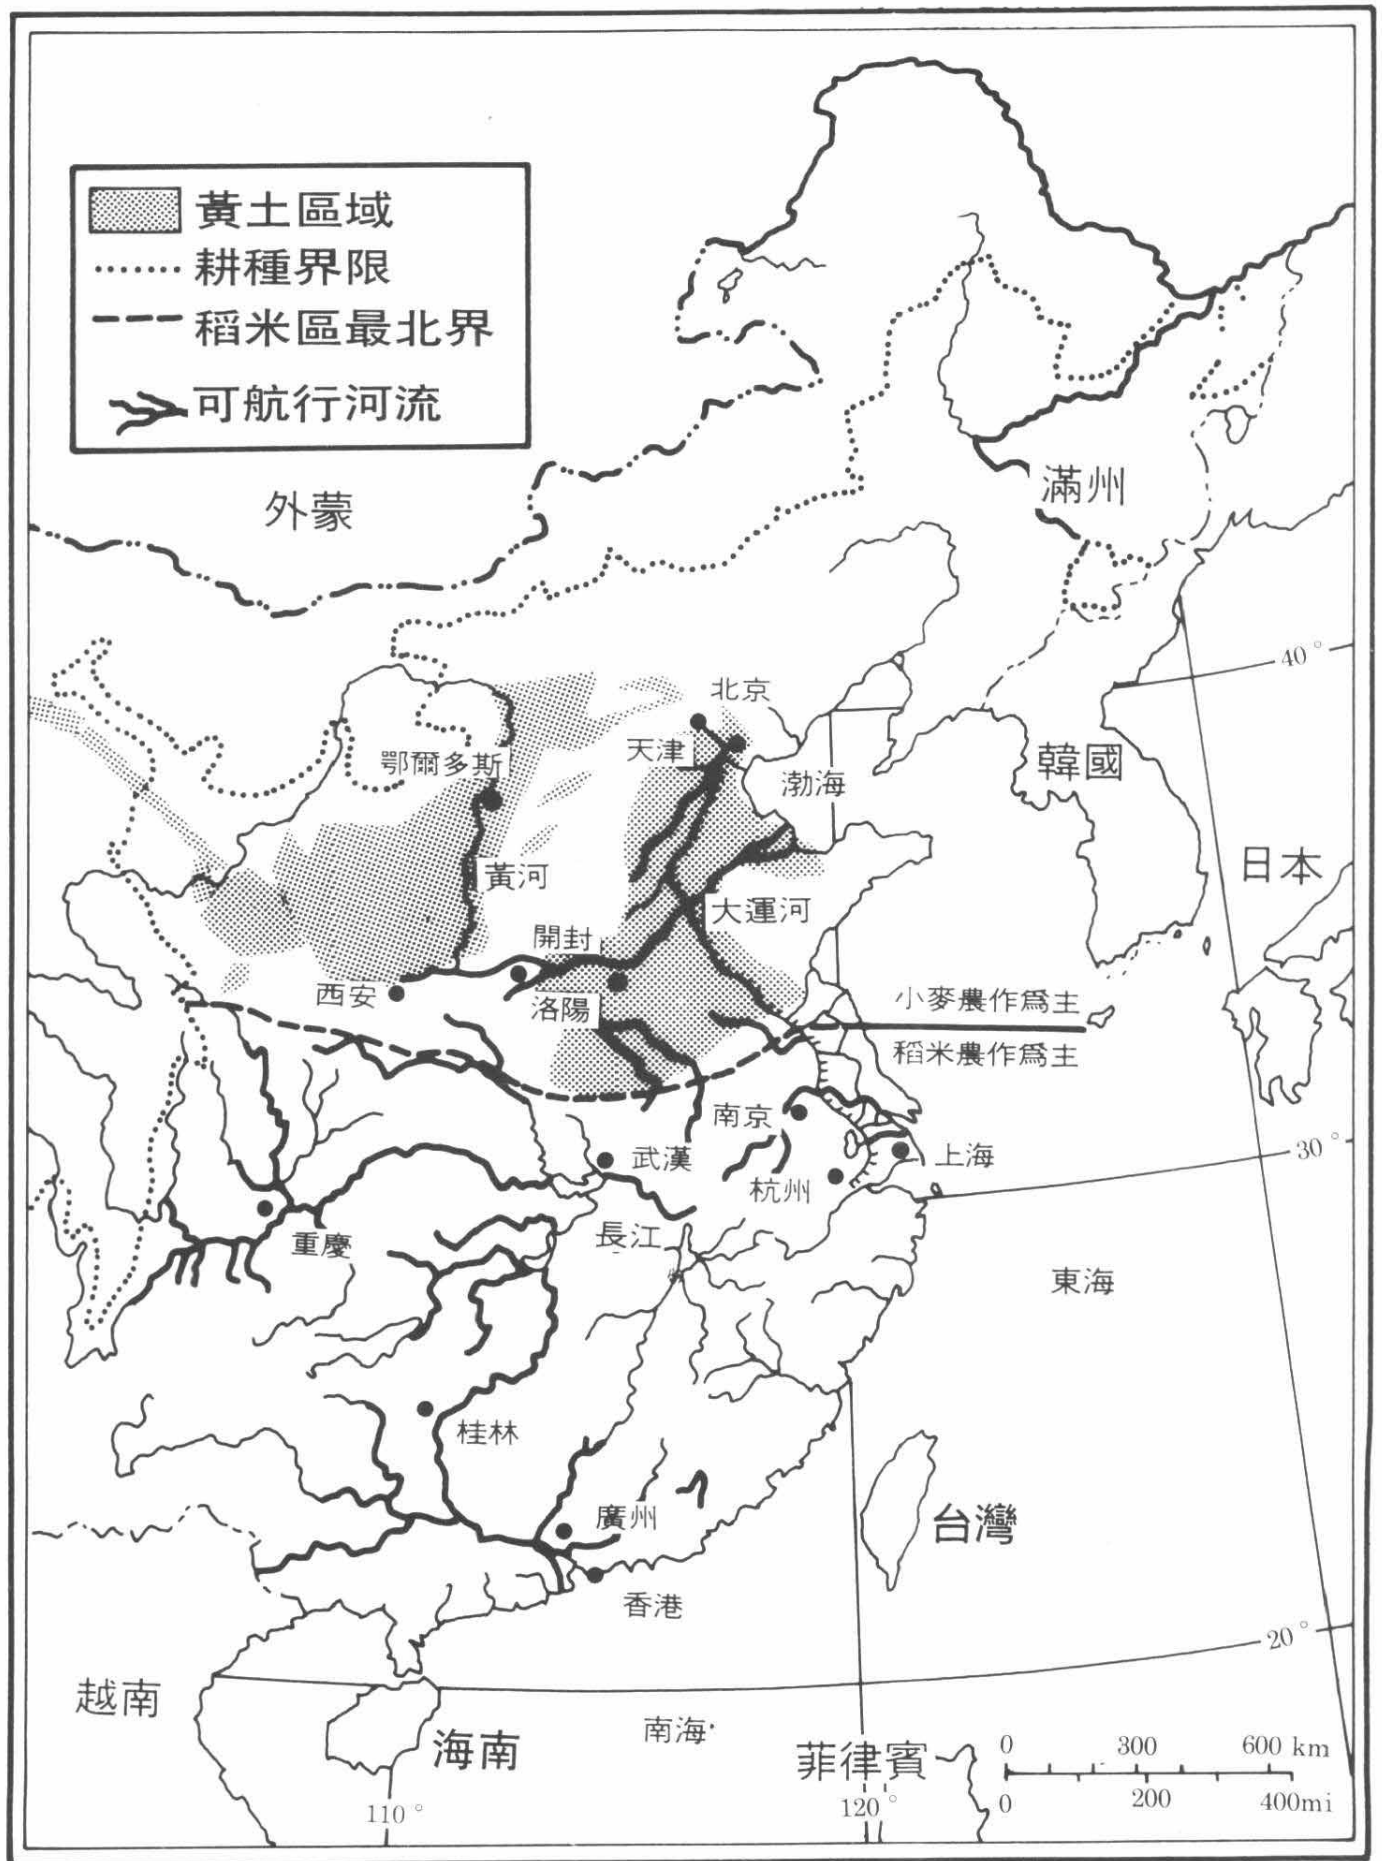 黃土區域
耕種界限
稻米區最北界
可航行河流
外蒙
滿州
40°
北京
天津
鄂爾多斯
渤海
韓國
日本
黃河
大運河
開封
西安
洛陽
小麥農作爲主
稻米農作爲主
南京
武漢
上海
30°
杭州
長江
重慶
東海
桂林
廣州
台灣
香港
20°
越南
南海
海南
菲律賓
0 300 600 km
0 200 400mi
110°
120°